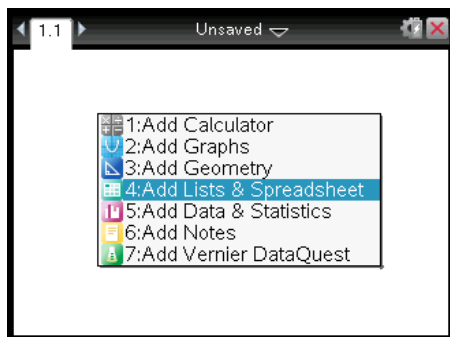 1.1 Unsaved
1:Add Calculator
2:Add Graphs
3:Add Geometry
4:Add Lists & Spreadsheet
5:Add Data & Statistics
6:Add Notes
7:Add Vernier DataQuest